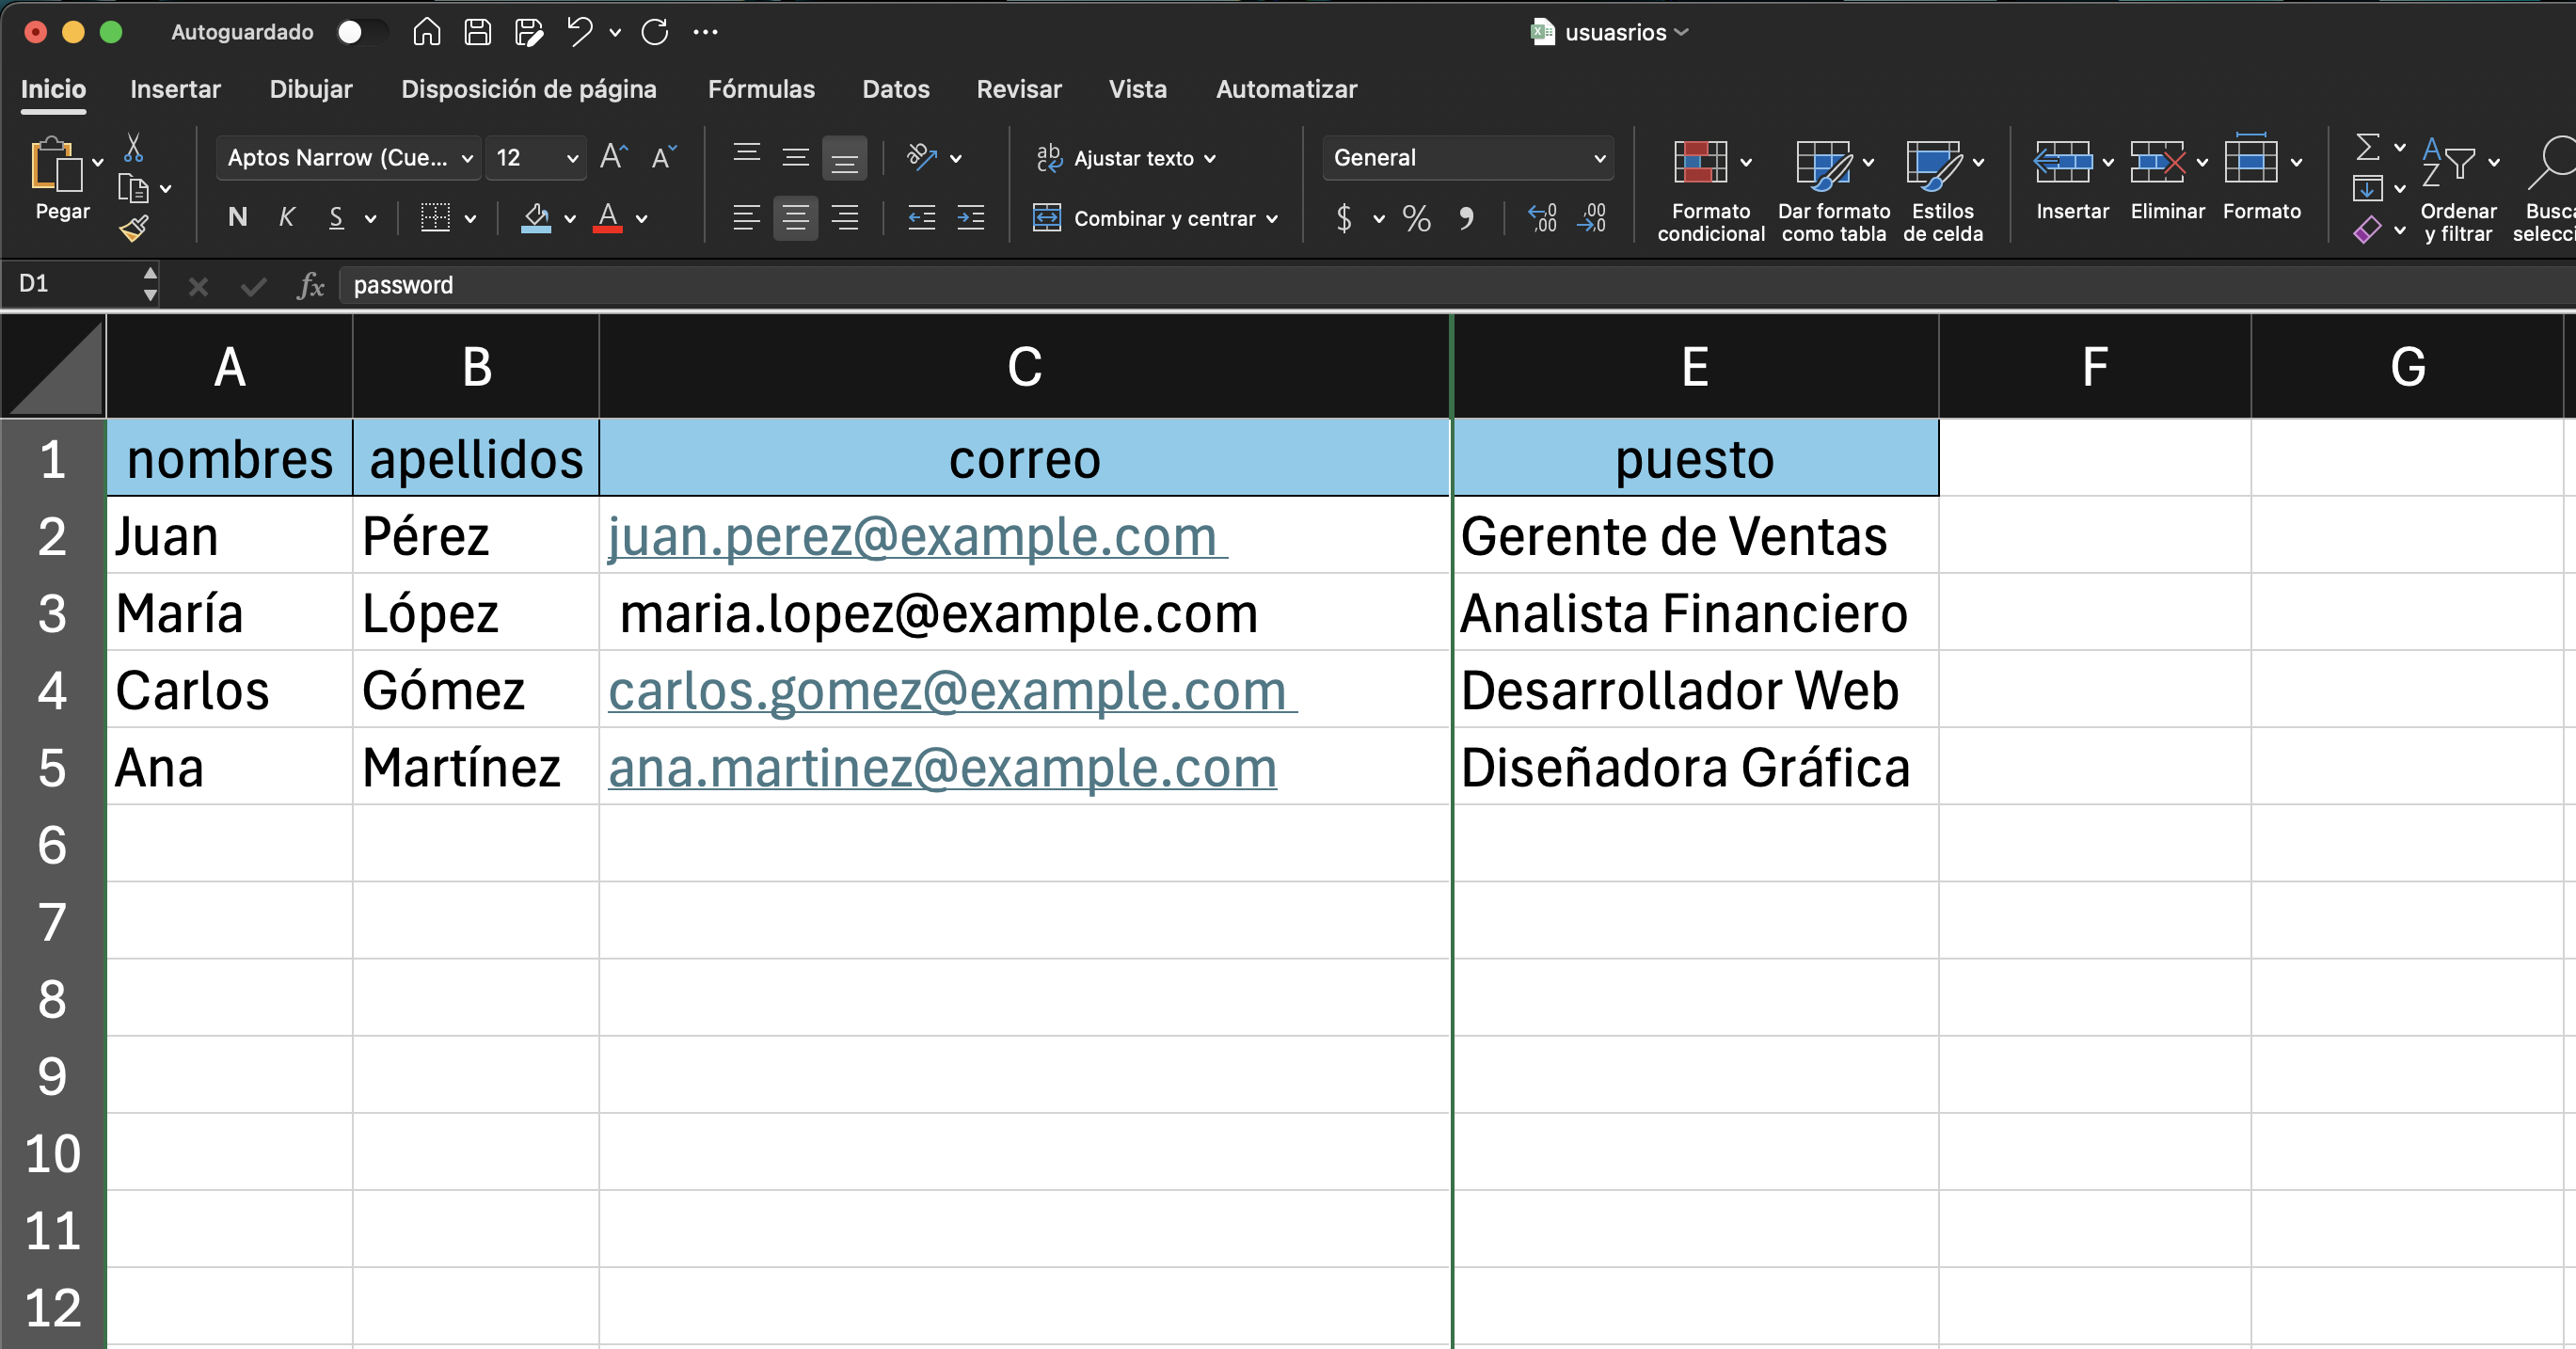 Autoguardado usuasrios
Inicio Insertar Dibujar Disposición de página Fórmulas Datos Revisar Vista Automatizar
Pegar Aptos Narrow (Cue... 12 A A ab Ajustar texto General
N K S A Combinar y centrar $ % 9 ,00 ,00
Formato condicional Dar formato como tabla Estilos de celda Insertar Eliminar Formato Σ A Z Ordenar y filtrar
D1 fx password
A B C E F G
1 nombres apellidos correo puesto
2 Juan Pérez juan.perez@example.com Gerente de Ventas
3 María López maria.lopez@example.com Analista Financiero
4 Carlos Gómez carlos.gomez@example.com Desarrollador Web
5 Ana Martínez ana.martinez@example.com Diseñadora Gráfica
6
7
8
9
10
11
12